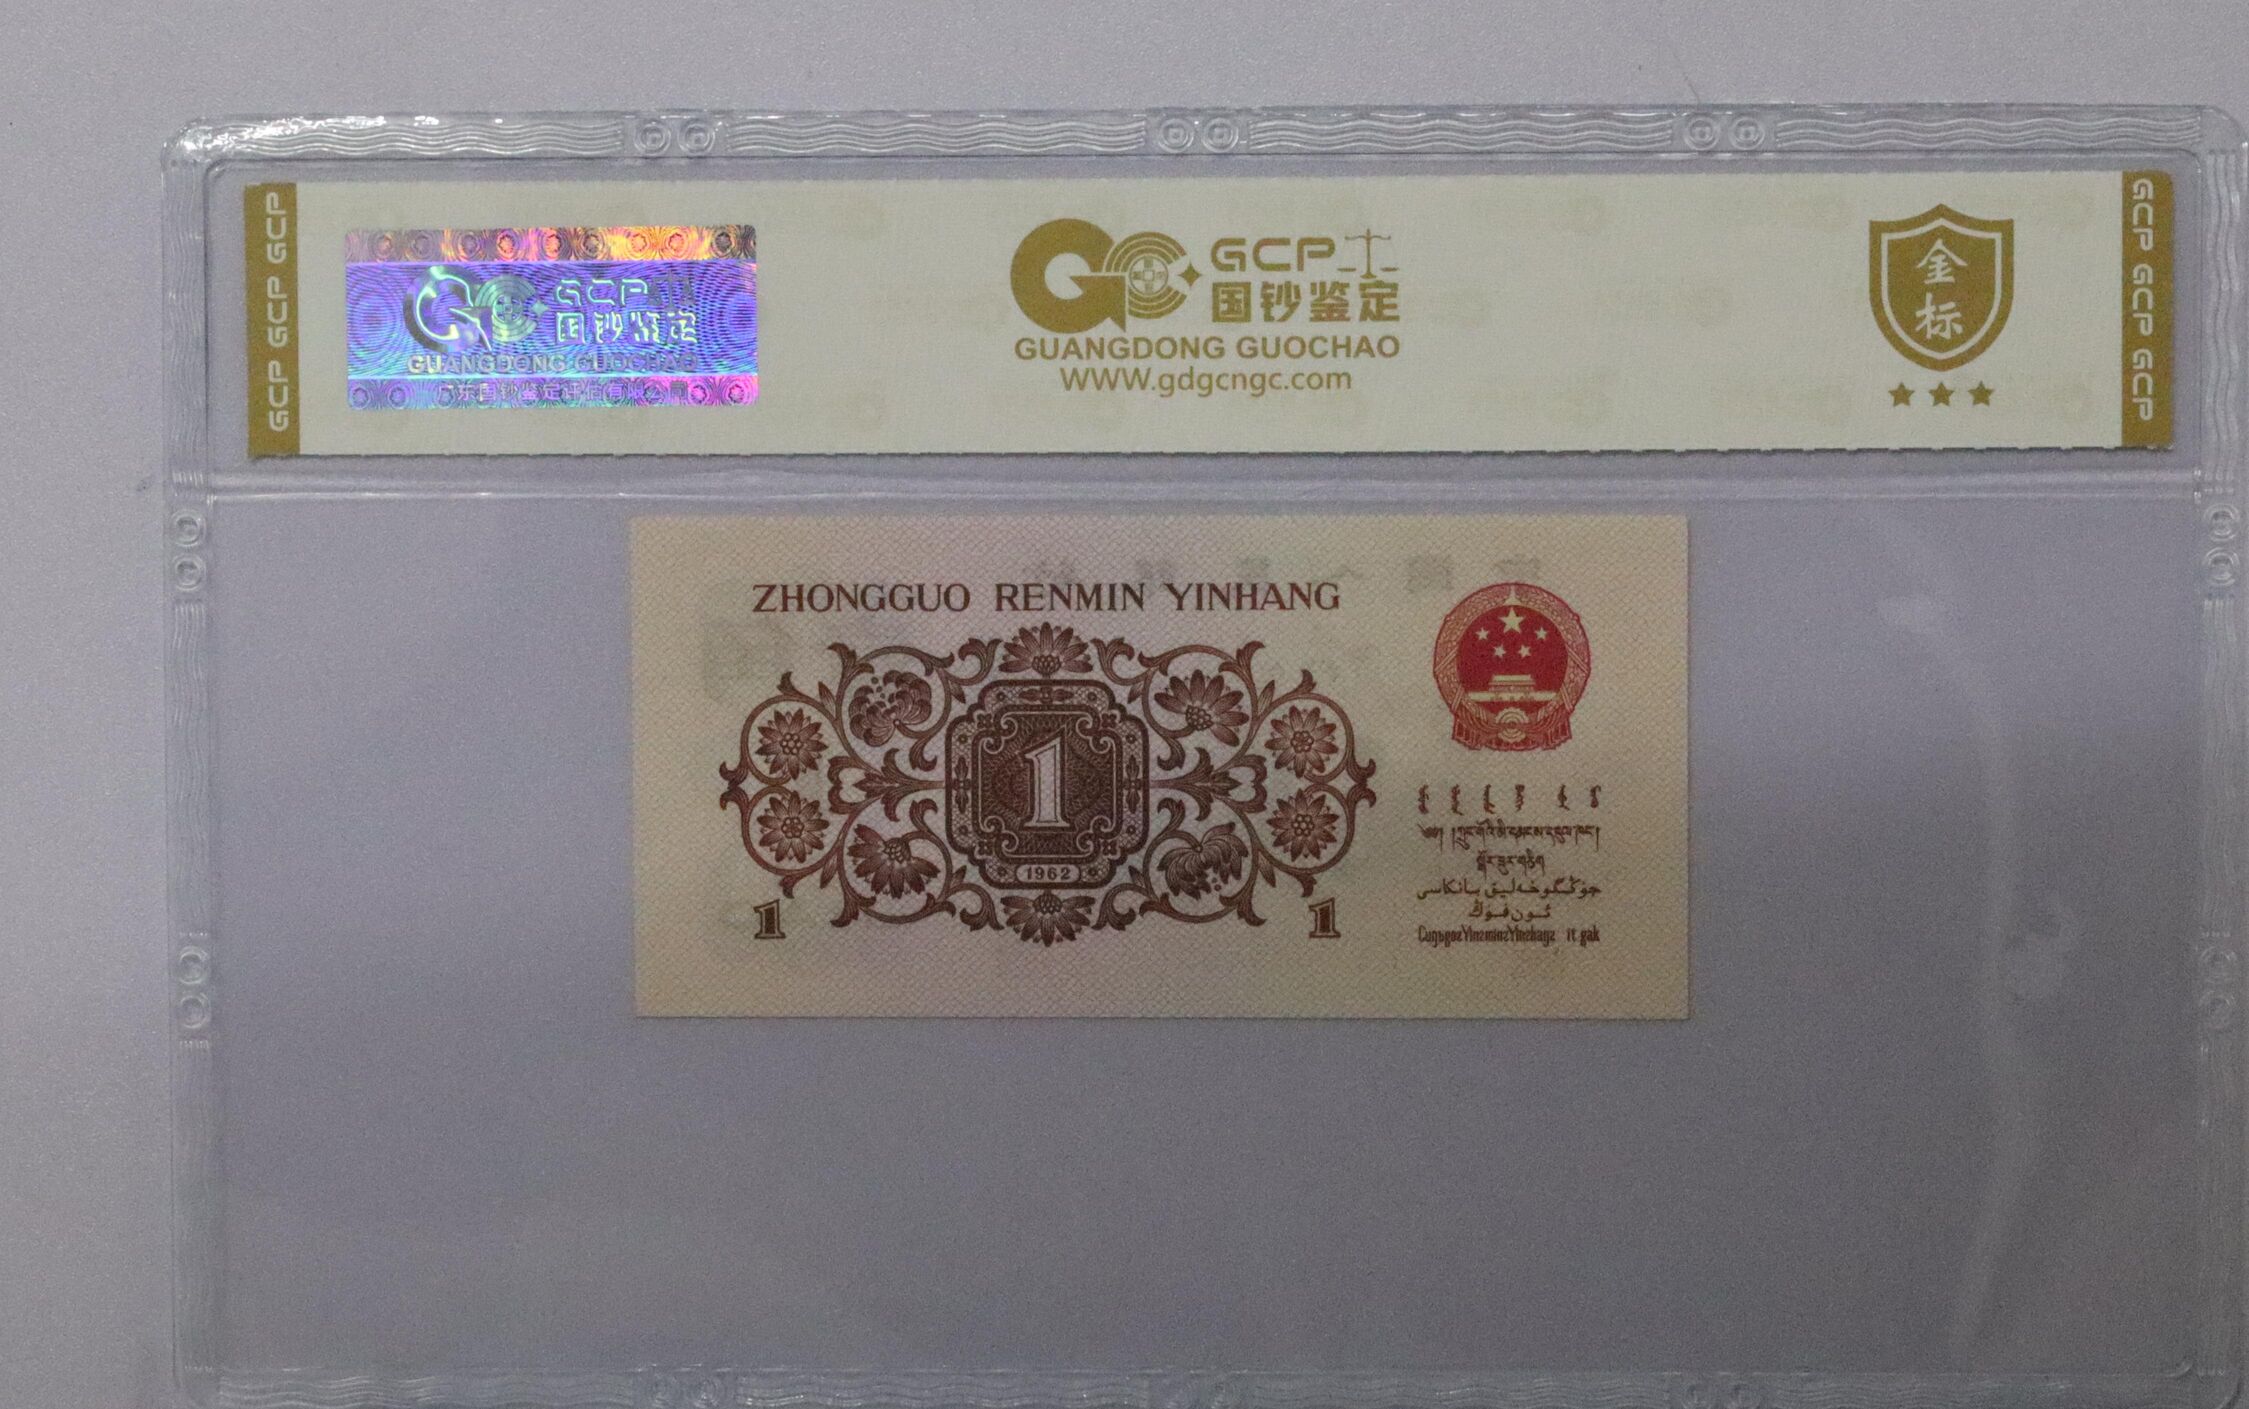 GCP GCP GCP
GCP
国钞鉴定
GUANGDONG GUOCHAO
广东国钞鉴定评估有限公司
GCP
国钞鉴定
GUANGDONG GUOCHAO
WWW.gdgcngc.com
金
标
GCP GCP GCP
ZHONGGUO RENMIN YINHANG
1
1962
1
1